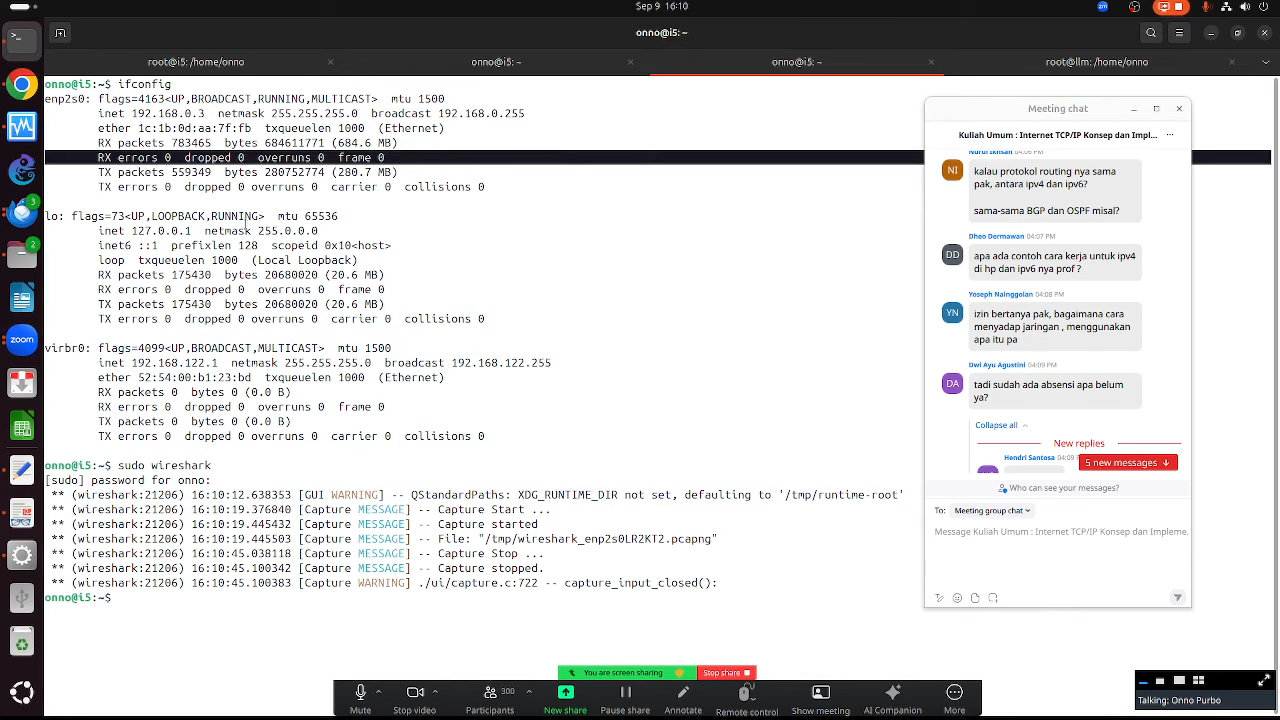 Sep 9 16:10
zm
onno@i5: ~
root@i5: /home/onno
onno@i5: ~
onno@i5: ~
root@llm: /home/onno
onno@i5:~$ ifconfig
enp2s0: flags=4163<UP,BROADCAST,RUNNING,MULTICAST>  mtu 1500
inet 192.168.0.3  netmask 255.255.255.0  broadcast 192.168.0.255
ether 1c:1b:0d:aa:7f:fb  txqueuelen 1000  (Ethernet)
RX packets 783465  bytes 684611771 (684.6 MB)
RX errors 0  dropped 0  overruns 0  frame 0
TX packets 555349  bytes 280752774 (280.7 MB)
TX errors 0  dropped 0 overruns 0  carrier 0  collisions 0
lo: flags=73<UP,LOOPBACK,RUNNING>  mtu 65536
inet 127.0.0.1  netmask 255.0.0.0
inet6 ::1  prefixlen 128  scopeid 0x10<host>
loop  txqueuelen 1000  (Local Loopback)
RX packets 175430  bytes 20680020 (20.6 MB)
RX errors 0  dropped 0  overruns 0  frame 0
TX packets 175430  bytes 20680020 (20.6 MB)
TX errors 0  dropped 0 overruns 0  carrier 0  collisions 0
virbr0: flags=4099<UP,BROADCAST,MULTICAST>  mtu 1500
inet 192.168.122.1  netmask 255.255.255.0  broadcast 192.168.122.255
ether 52:54:00:b1:23:bd  txqueuelen 1000  (Ethernet)
RX packets 0  bytes 0 (0.0 B)
RX errors 0  dropped 0  overruns 0  frame 0
TX packets 0  bytes 0 (0.0 B)
TX errors 0  dropped 0 overruns 0  carrier 0  collisions 0
onno@i5:~$ sudo wireshark
[sudo] password for onno:
** (wireshark:21206) 16:10:12.638353 [GUI WARNING] -- QStandardPaths: XDG_RUNTIME_DIR not set, defaulting to '/tmp/runtime-root'
** (wireshark:21206) 16:10:19.376840 [Capture MESSAGE] -- Capture Start ...
** (wireshark:21206) 16:10:19.445432 [Capture MESSAGE] -- Capture started
** (wireshark:21206) 16:10:19.445508 [Capture MESSAGE] -- File: "/tmp/wireshark_enp2s0LR2KT2.pcapng"
** (wireshark:21206) 16:10:45.038118 [Capture MESSAGE] -- Capture Stop ...
** (wireshark:21206) 16:10:45.100342 [Capture MESSAGE] -- Capture stopped.
** (wireshark:21206) 16:10:45.100383 [Capture WARNING] ./ui/capture.c:722 -- capture_input_closed():
onno@i5:~$
3
2
zoom
Meeting chat
Kuliah Umum : Internet TCP/IP Konsep dan Impl...
Nurul Ikhsan 04:06 PM
NI
kalau protokol routing nya sama
pak, antara ipv4 dan ipv6?
sama-sama BGP dan OSPF misal?
Dheo Dermawan 04:07 PM
DD
apa ada contoh cara kerja untuk ipv4
di hp dan ipv6 nya prof ?
Yoseph Nainggolan 04:08 PM
YN
izin bertanya pak, bagaimana cara
menyadap jaringan , menggunakan
apa itu pa
Dwi Ayu Agustini 04:09 PM
DA
tadi sudah ada absensi apa belum
ya?
Collapse all
New replies
Hendri Santosa 04:09
5 new messages
Who can see your messages?
To: Meeting group chat
Message Kuliah Umum : Internet TCP/IP Konsep dan Impleme.
You are screen sharing
Stop share
Mute
Stop video
300
Participants
New share
Pause share
Annotate
Remote control
Show meeting
AI Companion
More
Talking: Onno Purbo